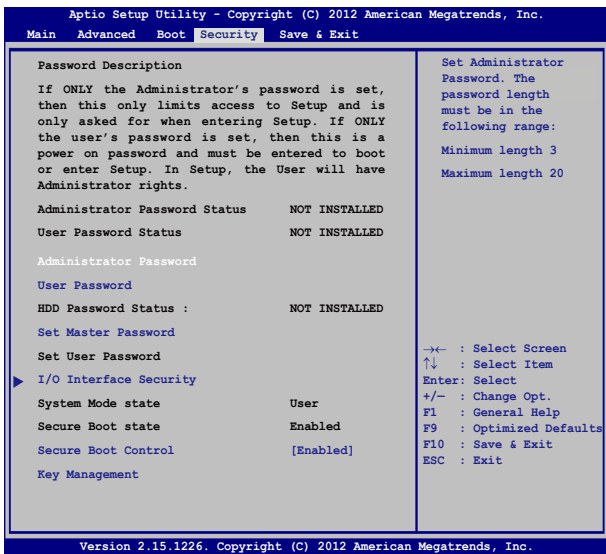 Aptio Setup Utility - Copyright (C) 2012 American Megatrends, Inc.
Main Advanced Boot Security Save & Exit
Password Description
If ONLY the Administrator's password is set,
then this only limits access to Setup and is
only asked for when entering Setup. If ONLY
the user's password is set, then this is a
power on password and must be entered to boot
or enter Setup. In Setup, the User will have
Administrator rights.
Administrator Password Status NOT INSTALLED
User Password Status NOT INSTALLED
Administrator Password
User Password
HDD Password Status : NOT INSTALLED
Set Master Password
Set User Password
I/O Interface Security
System Mode state User
Secure Boot state Enabled
Secure Boot Control [Enabled]
Key Management
Set Administrator
Password. The
password length
must be in the
following range:
Minimum length 3
Maximum length 20
→← : Select Screen
↑↓ : Select Item
Enter: Select
+/− : Change Opt.
F1 : General Help
F9 : Optimized Defaults
F10 : Save & Exit
ESC : Exit
Version 2.15.1226. Copyright (C) 2012 American Megatrends, Inc.